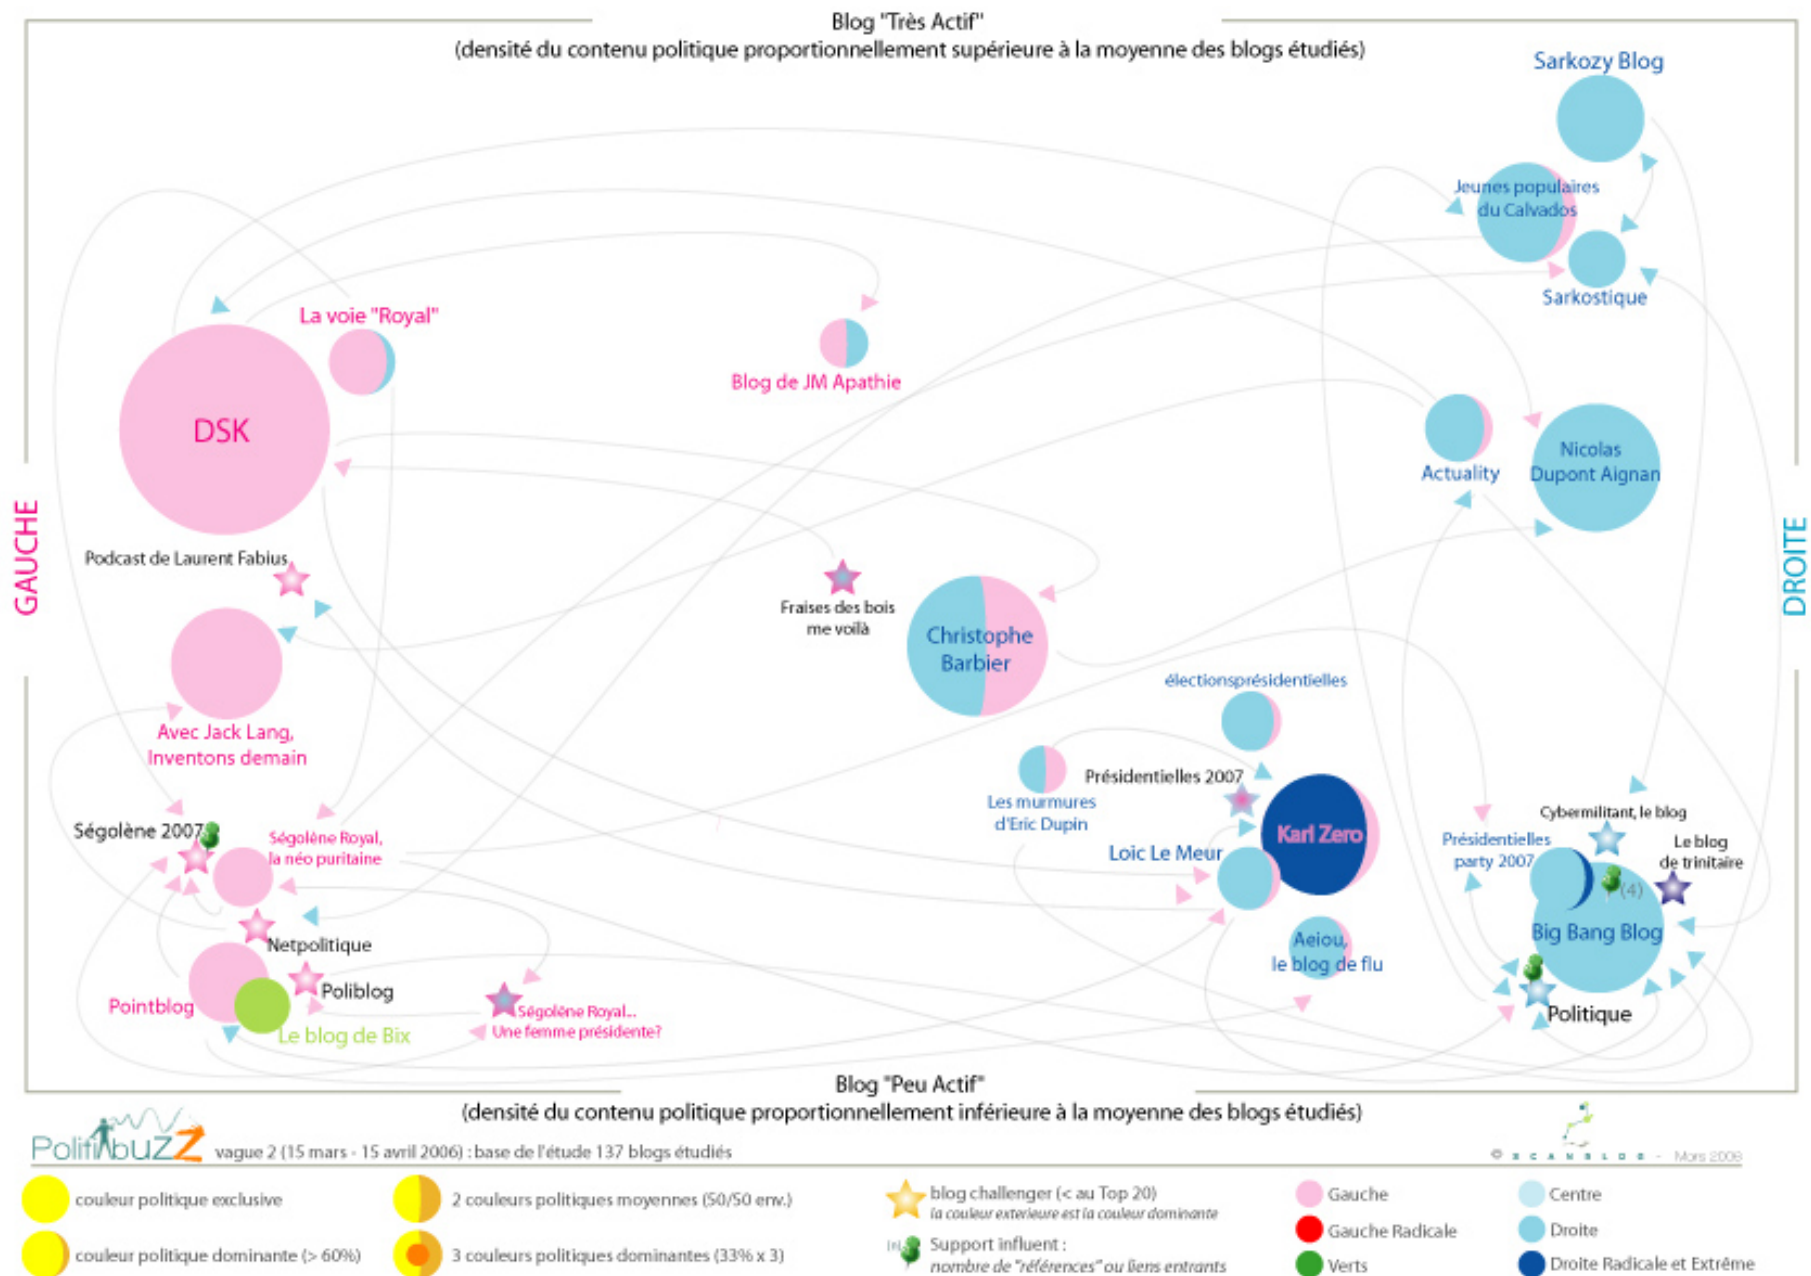 Blog "Très Actif"
(densité du contenu politique proportionnellement supérieure à la moyenne des blogs étudiés)
Sarkozy Blog
Jeunes populaires
du Calvados
Sarkostique
La voie "Royal"
Blog de JM Apathie
DSK
Actuality
Nicolas
Dupont Aignan
GAUCHE
DROITE
Podcast de Laurent Fabius
Fraises des bois
me voilà
Christophe
Barbier
Avec Jack Lang,
Inventons demain
électionsprésidentielles
Présidentielles 2007
Les murmures
d'Eric Dupin
Karl Zero
Loic Le Meur
Cybermilitant, le blog
Présidentielles
party 2007
Le blog
de trinitaire
(4)
Big Bang Blog
Ségolène 2007
Ségolène Royal,
la néo puritaine
Netpolitique
Aeiou,
le blog de flu
Poliblog
Pointblog
Le blog de Bix
Ségolène Royal...
Une femme présidente?
Politique
Blog "Peu Actif"
(densité du contenu politique proportionnellement inférieure à la moyenne des blogs étudiés)
PolitibuzZ
vague 2 (15 mars - 15 avril 2006) : base de l'étude 137 blogs étudiés
© SCANBLOG - Mars 2006
couleur politique exclusive
2 couleurs politiques moyennes (50/50 env.)
blog challenger (< au Top 20)
la couleur exterieure est la couleur dominante
Gauche
Centre
Gauche Radicale
Droite
couleur politique dominante (> 60%)
3 couleurs politiques dominantes (33% x 3)
[n]
Support influent :
nombre de "références" ou liens entrants
Verts
Droite Radicale et Extrême